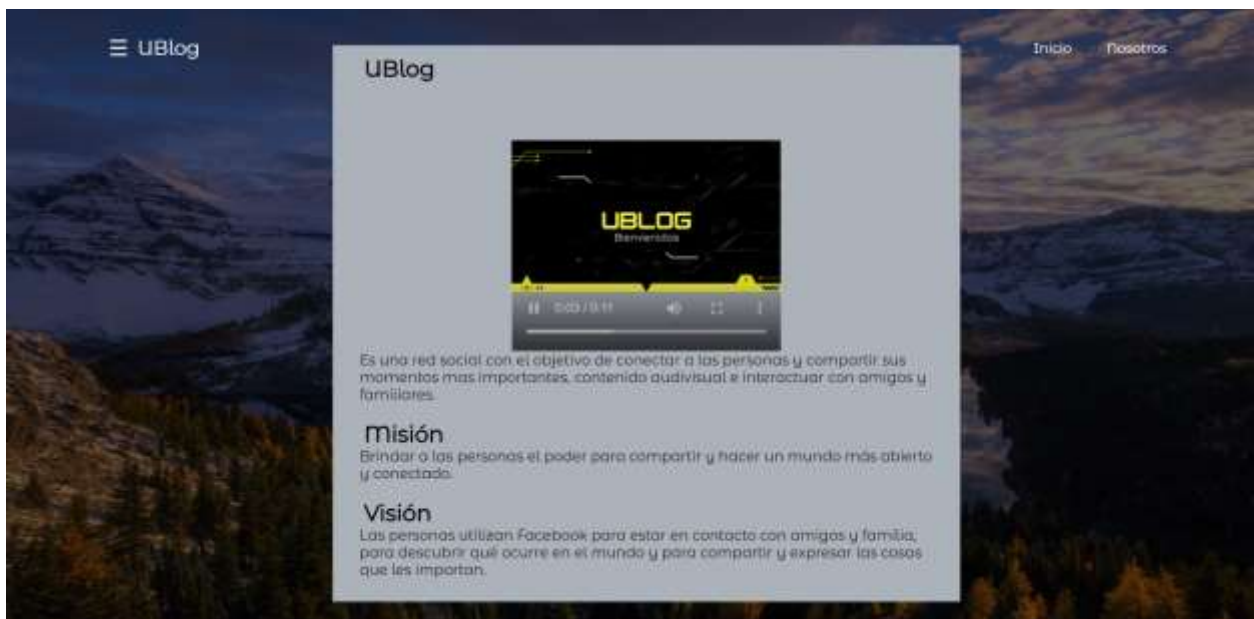 ☰ UBlog
Inicio Nosotros
UBlog
UBLOG
Bienvenidos
Es una red social con el objetivo de conectar a las personas y compartir sus
momentos mas importantes, contenido audivisual e interactuar con amigos y
familiares.
Misión
Brindar a las personas el poder para compartir y hacer un mundo más abierto
y conectado.
Visión
Las personas utilizan Facebook para estar en contacto con amigos y familia,
para descubrir qué ocurre en el mundo y para compartir y expresar las cosas
que les importan.